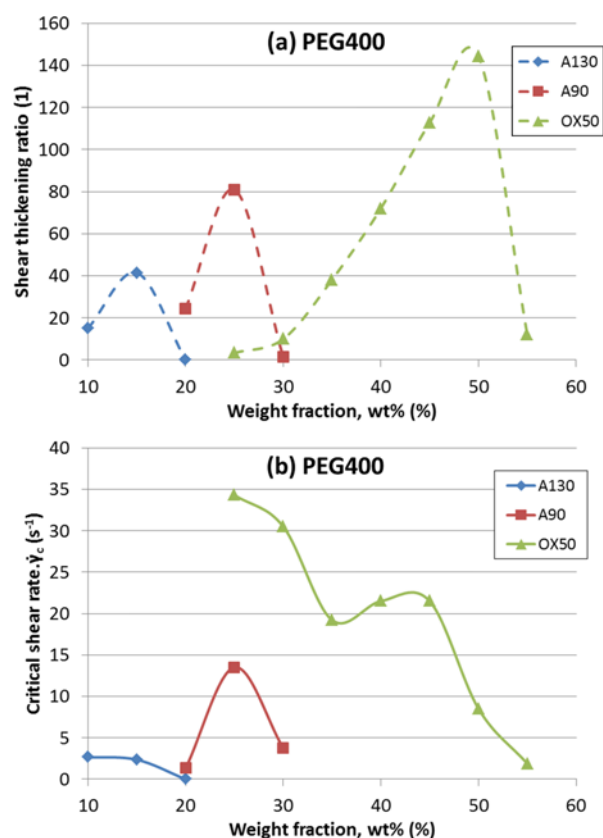 (a) PEG400
Shear thickening ratio (1)
160
140
120
100
80
60
40
20
0
A130
A90
OX50
10 20 30 40 50 60
Weight fraction, wt% (%)
(b) PEG400
Critical shear rate.γ̇c (s⁻¹)
40
35
30
25
20
15
10
5
0
A130
A90
OX50
10 20 30 40 50 60
Weight fraction, wt% (%)